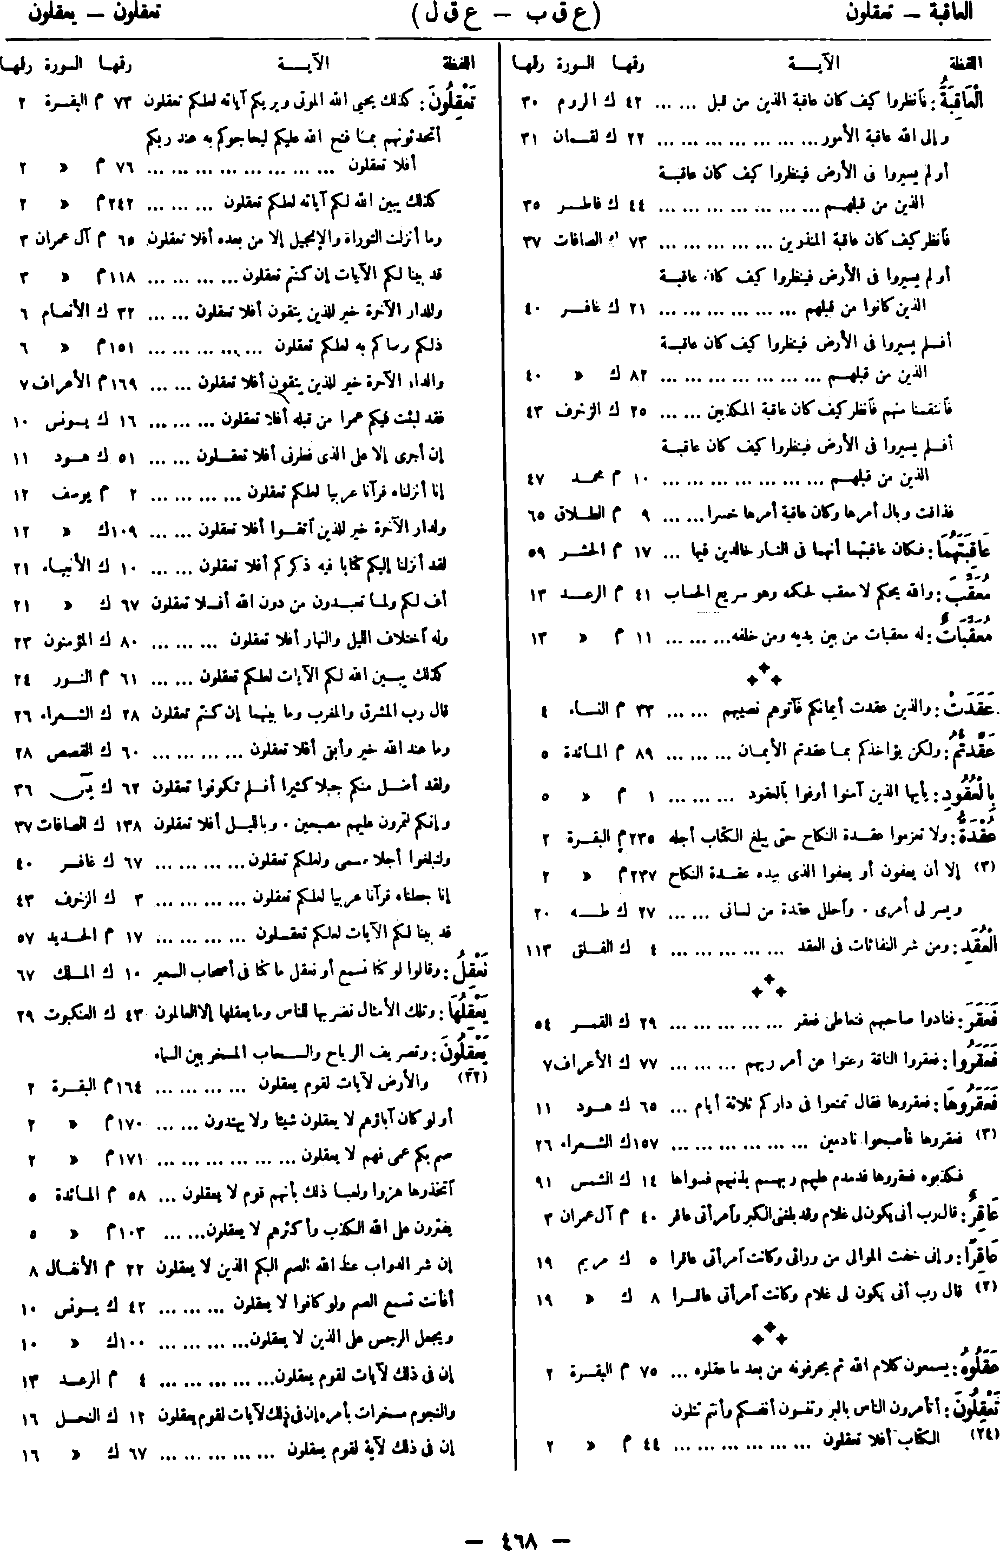 العاقبة – تعقلون
(ع ق ب – ع ق ل)
تعقلون – يعقلون
اللفظة الآيـــة رقمها السورة رقمها
الْعَاقِبَةُ: فانظروا كيف كان عاقبة الذين من قبل ... ... ٤٢ ك الروم ٣٠
وإلى الله عاقبة الأمور... ... ... ... ... ... ... ٢٢ ك لقمان ٣١
أولم يسيروا فى الأرض فينظروا كيف كان عاقبة
الذين من قبلهم ... ... ... ... ... ... ... ٤٤ ك فاطر ٣٥
فأنظر كيف كان عاقبة المنذرين ... ... ... ... ... ٧٣ ك الصافات ٣٧
أو لم يسيروا فى الأرض فينظروا كيف كان عاقبة
الذين كانوا من قبلهم ... ... ... ... ... ... ٢١ ك غافر ٤٠
أفلم يسيروا فى الأرض فينظروا كيف كان عاقبة
الذين من قبلهم ... ... ... ... ... ... ... ٨٢ ك » ٤٠
فأنتقمنا منهم فأنظر كيف كان عاقبة المكذبين ... ... ٢٥ ك الزخرف ٤٣
أفلم يسيروا فى الأرض فينظروا كيف كان عاقبة
الذين من قبلهم ... ... ... ... ... ... ... ١٠ م محمد ٤٧
فذاقت وبال أمرها وكان عاقبة أمرها خسرا ... ... ٩ م الطلاق ٦٥
عَاقِبَتَهُمَا: فكان عاقبتهما أنهما فى النار خالدين فيها ... ١٧ م الحشر ٥٩
مُعَقِّبَ: والله يحكم لا معقب لحكمه وهو سريع الحساب ٤١ م الرعد ١٣
مُعَقِّبَاتٌ: له معقبات من بين يديه ومن خلفه... ... ... ١١ م » ١٣
عَقَدَتْ: والذين عقدت أيمانكم فآتوهم نصيبهم ... ... ٣٣ م النساء ٤
عَقَّدْتُمُ: ولكن يؤاخذكم بما عقدتم الأيمان ... ... ... ٨٩ م المائدة ٥
بِالْعُقُودِ: يأيها الذين آمنوا أوفوا بألعقود ... ... ... ١ م » ٥
عُقْدَةُ: ولا تعزموا عقدة النكاح حتى يبلغ الكتاب أجله ٢٣٥ م البقرة ٢
(٣) إلا أن يعفون أو يعفوا الذى بيده عقدة النكاح ٢٣٧ م » ٢
ويسر لى أمرى . وأحلل عقدة من لسانى ... ... ٢٧ ك طه ٢٠
الْعُقَدِ: ومن شر النفاثات فى العقد ... ... ... ... ٤ ك الفلق ١١٣
فَعَقَرَ: فنادوا صاحبهم فتعاطى فعقر ... ... ... ... ... ٢٩ ك القمر ٥٤
فَعَقَرُوا: فعقروا الناقة وعتوا عن أمر ربهم ... ... ... ٧٧ ك الأعراف ٧
فَعَقَرُوهَا: فعقروها فقال تمتعوا فى داركم ثلاثة أيام ... ٦٥ ك هود ١١
(٣) فعقروها فأصبحوا نادمين ... ... ... ... ... ... ١٥٧ ك الشعراء ٢٦
فكذبوه فعقروها فدمدم عليهم ربهم بذنبهم فسواها ١٤ ك الشمس ٩١
عَاقِرٌ: قال رب أنى يكون لى غلام وقد بلغنى الكبر وأمرأتى عاقر ٤٠ م آل عمران ٣
عَاقِرًا: وإنى خفت الموالى من ورائى وكانت أمرأتى عاقرا ٥ ك مريم ١٩
(٢) قال رب أنى يكون لى غلام وكانت أمرأتى عاقرا ٨ ك » ١٩
عَقَلُوهُ: يسمعون كلام الله ثم يحرفونه من بعد ما عقلوه ... ٧٥ م البقرة ٢
تَعْقِلُونَ: أتأمرون الناس بالبر وتنسون أنفسكم وأنتم تتلون
(٢٤) الكتاب أفلا تعقلون ... ... ... ... ... ... ... ٤٤ م » ٢
اللفظة الآيـــة رقمها السورة رقمها
تَعْقِلُونَ: كذلك يحيى الله الموتى ويريكم آياته لعلكم تعقلون ٧٣ م البقرة ٢
أتحدثونهم بما فتح الله عليكم ليحاجوكم به عند ربكم
أفلا تعقلون ... ... ... ... ... ... ... ... ٧٦ م » ٢
كذلك يبين الله لكم آياته لعلكم تعقلون ... ... ... ٢٤٢ م » ٢
وما أنزلت التوراة والإنجيل إلا من بعده أفلا تعقلون ٦٥ م آل عمران ٣
قد بينا لكم الآيات إن كنتم تعقلون... ... ... ... ١١٨ م » ٣
وللدار الآخرة خير للذين يتقون أفلا تعقلون ... ... ٣٢ ك الأنعام ٦
ذلكم وصاكم به لعلكم تعقلون ... ... ... ... ... ١٥١ م » ٦
والدار الآخرة خير للذين يتقون أفلا تعقلون ... ... ١٦٩ م الأعراف ٧
فقد لبثت فيكم عمرا من قبله أفلا تعقلون ... ... ... ١٦ ك يونس ١٠
إن أجرى إلا على الذى فطرنى أفلا تعقلون ... ... ٥١ ك هود ١١
إنا أنزلناه قرآنا عربيا لعلكم تعقلون ... ... ... ... ٢ م يوسف ١٢
ولدار الآخرة خير للذين أتقوا أفلا تعقلون ... ... ١٠٩ ك » ١٢
لقد أنزلنا إليكم كتابا فيه ذكركم أفلا تعقلون ... ... ١٠ ك الأنبياء ٢١
أف لكم ولما تعبدون من دون الله أفلا تعقلون ٦٧ ك » ٢١
وله أختلاف الليل والنهار أفلا تعقلون ... ... ... ٨٠ ك المؤمنون ٢٣
كذلك يبين الله لكم الآيات لعلكم تعقلون ... ... ٦١ م النور ٢٤
قال رب المشرق والمغرب وما بينهما إن كنتم تعقلون ٢٨ ك الشعراء ٢٦
وما عند الله خير وأبقى أفلا تعقلون ... ... ... ... ٦٠ ك القصص ٢٨
ولقد أضل منكم جبلا كثيرا أفلم تكونوا تعقلون ٦٢ ك يس ٣٦
وإنكم لتمرون عليهم مصبحين . وبالليل أفلا تعقلون ١٣٨ ك الصافات ٣٧
ولتبلغوا أجلا مسمى ولعلكم تعقلون... ... ... ... ٦٧ ك غافر ٤٠
إنا جعلناه قرآنا عربيا لعلكم تعقلون ... ... ... ... ٣ ك الزخرف ٤٣
قد بينا لكم الآيات لعلكم تعقلون ... ... ... ... ١٧ م الحديد ٥٧
نَعْقِلُ: وقالوا لو كنا نسمع أو نعقل ما كنا فى أصحاب السعير ١٠ ك الملك ٦٧
يَعْقِلُهَا: وتلك الأمثال نضربها للناس وما يعقلها إلا العالمون ٤٣ ك العنكبوت ٢٩
يَعْقِلُونَ: وتصريف الرياح والسحاب المسخر بين السماء
(٢٢) والأرض لآيات لقوم يعقلون ... ... ... ... ١٦٤ م البقرة ٢
أولو كان آباؤهم لا يعقلون شيئا ولا يهتدون ... ... ١٧٠ م » ٢
صم بكم عمى فهم لا يعقلون ... ... ... ... ... ... ١٧١ م » ٢
أتخذوها هزوا ولعبا ذلك بأنهم قوم لا يعقلون ... ٥٨ م المائدة ٥
يفترون على الله الكذب وأكثرهم لا يعقلون... ... ١٠٣ م » ٥
إن شر الدواب عند الله الصم البكم الذين لا يعقلون ٢٢ م الأنفال ٨
أفأنت تسمع الصم ولو كانوا لا يعقلون ... ... ... ٤٢ ك يونس ١٠
ويجعل الرجس على الذين لا يعقلون... ... ... ... ١٠٠ ك » ١٠
إن فى ذلك لآيات لقوم يعقلون... ... ... ... ... ٤ م الرعد ١٣
والنجوم مسخرات بأمره إن فى ذلك لآيات لقوم يعقلون ١٢ ك النحل ١٦
إن فى ذلك لآية لقوم يعقلون ... ... ... ... ... ٦٧ ك » ١٦
— ٤٦٨ —